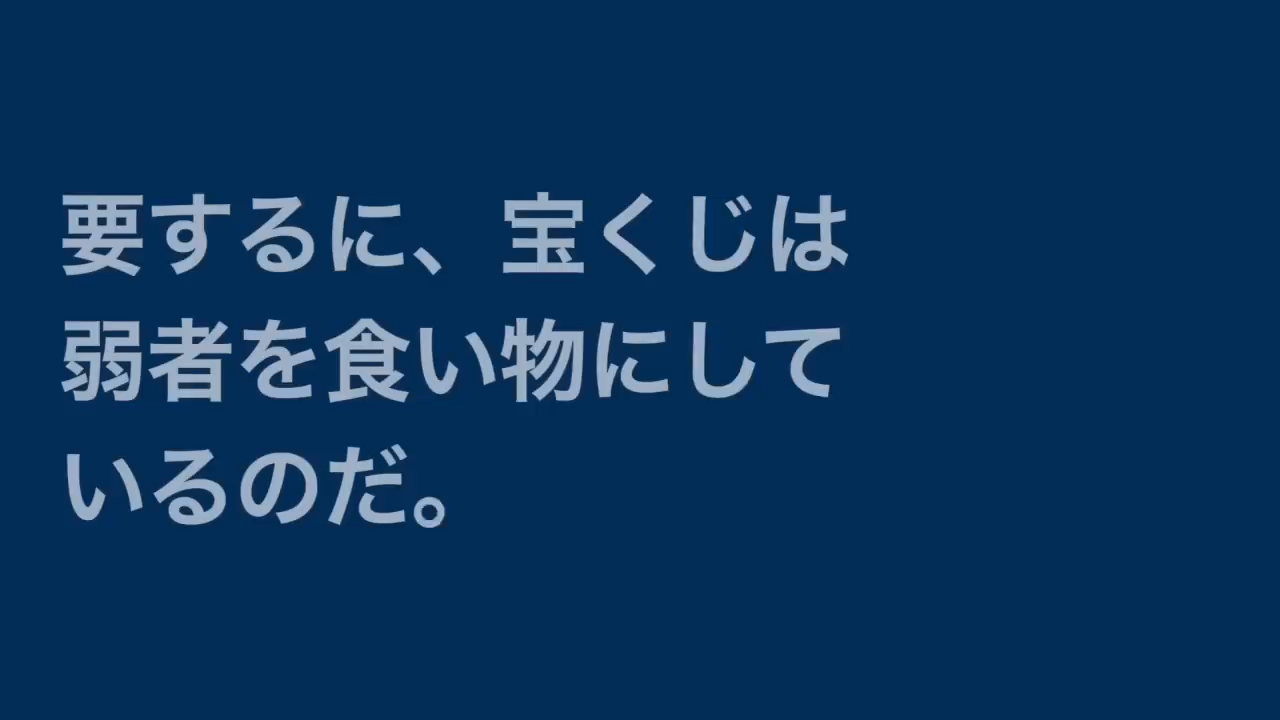 要するに、宝くじは
弱者を食い物にして
いるのだ。